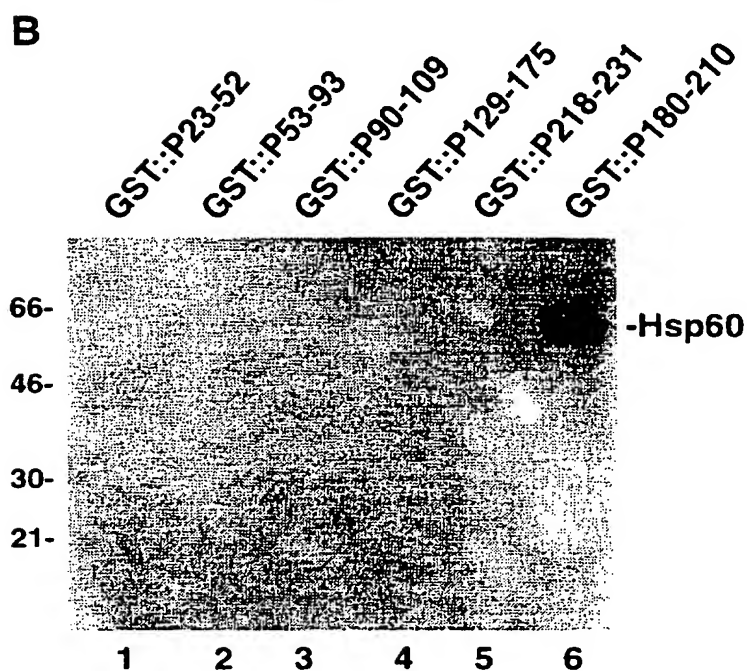 B
GST::P23-52
GST::P53-93
GST::P90-109
GST::P129-175
GST::P218-231
GST::P180-210
66-
-Hsp60
46-
30-
21-
1 2 3 4 5 6